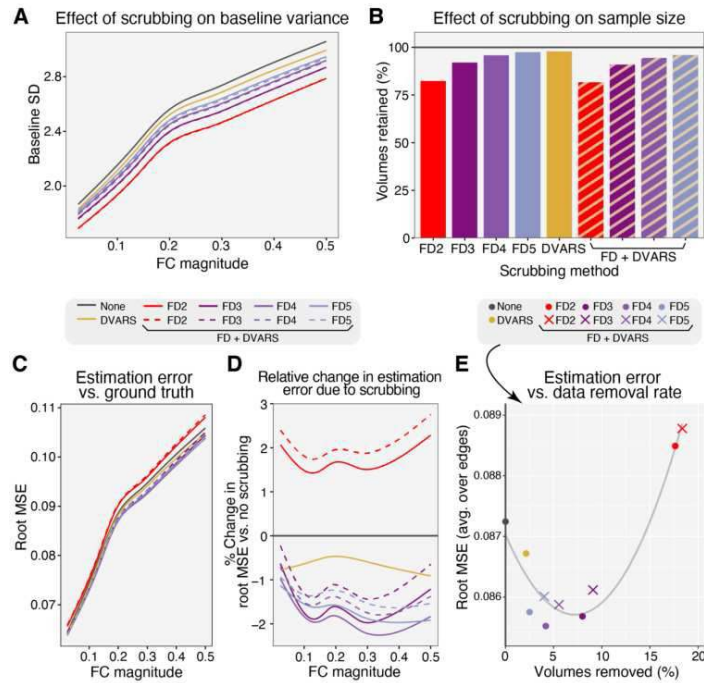 A
Effect of scrubbing on baseline variance
Baseline SD
2.8
2.4
2.0
0.1 0.2 0.3 0.4 0.5
FC magnitude
B
Effect of scrubbing on sample size
Volumes retained (%)
100
75
50
25
0
FD2 FD3 FD4 FD5 DVARS
FD + DVARS
Scrubbing method
None FD2 FD3 FD4 FD5
DVARS FD2 FD3 FD4 FD5
FD + DVARS
None FD2 FD3 FD4 FD5
DVARS FD2 FD3 FD4 FD5
FD + DVARS
C
Estimation error
vs. ground truth
Root MSE
0.11
0.10
0.09
0.08
0.07
0.1 0.2 0.3 0.4 0.5
FC magnitude
D
Relative change in estimation
error due to scrubbing
% Change in
root MSE vs. no scrubbing
3
2
1
0
-1
-2
0.1 0.2 0.3 0.4 0.5
FC magnitude
E
Estimation error
vs. data removal rate
Root MSE (avg. over edges)
0.089
0.088
0.087
0.086
0 5 10 15 20
Volumes removed (%)